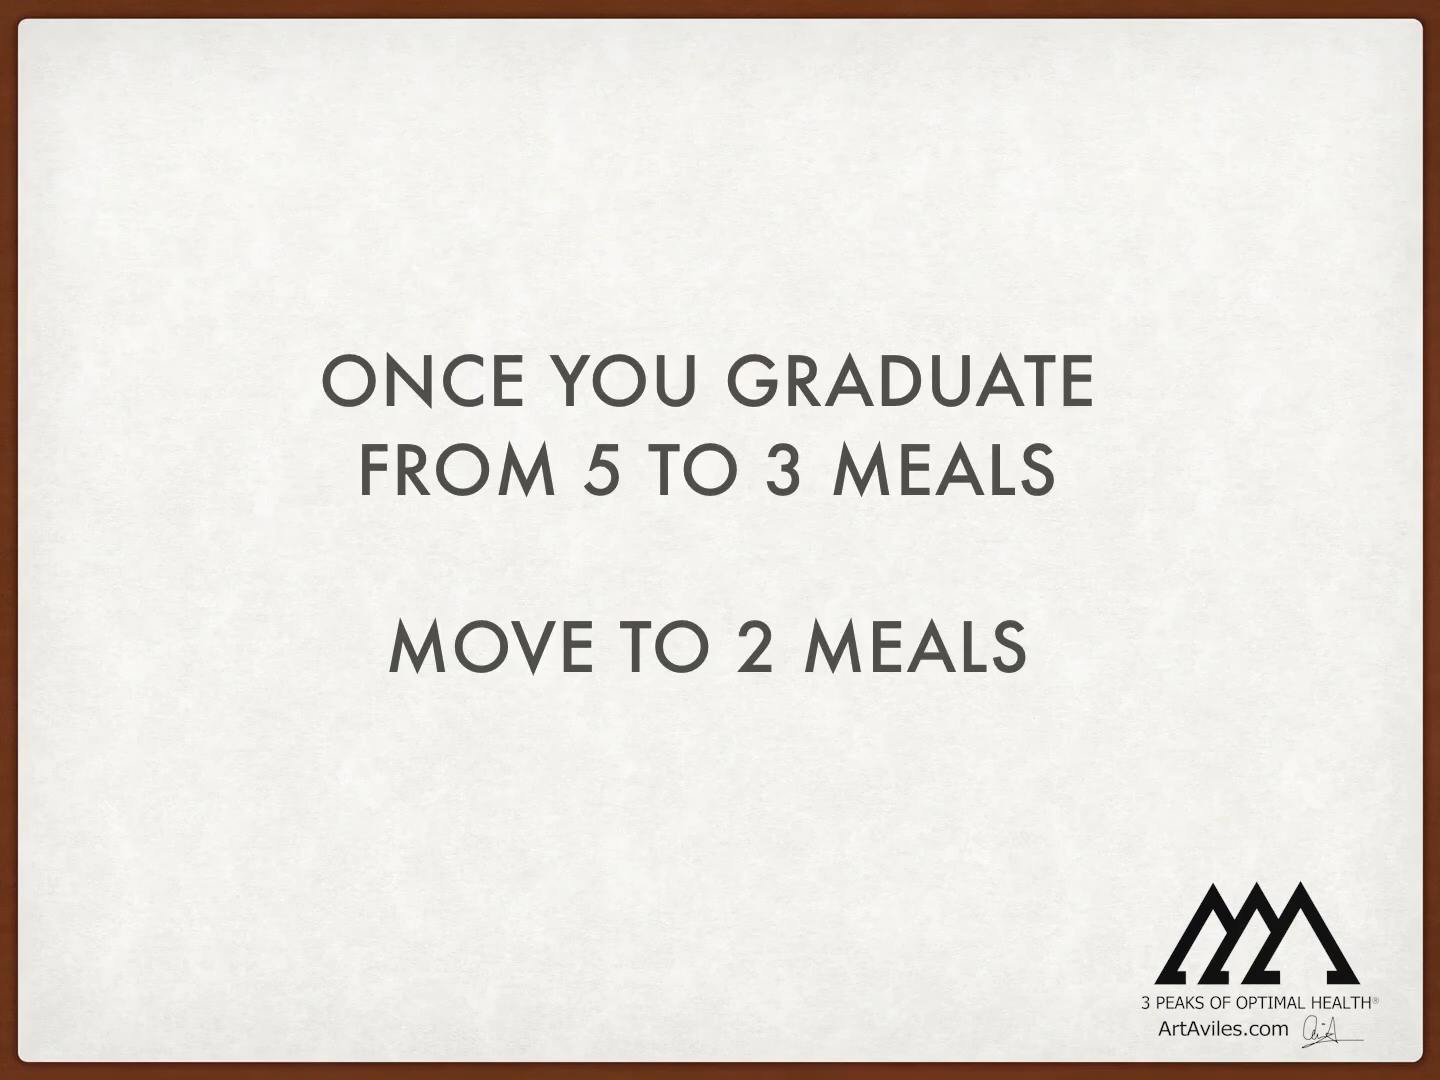 ONCE YOU GRADUATE
FROM 5 TO 3 MEALS
MOVE TO 2 MEALS
3 PEAKS OF OPTIMAL HEALTH®
ArtAviles.com